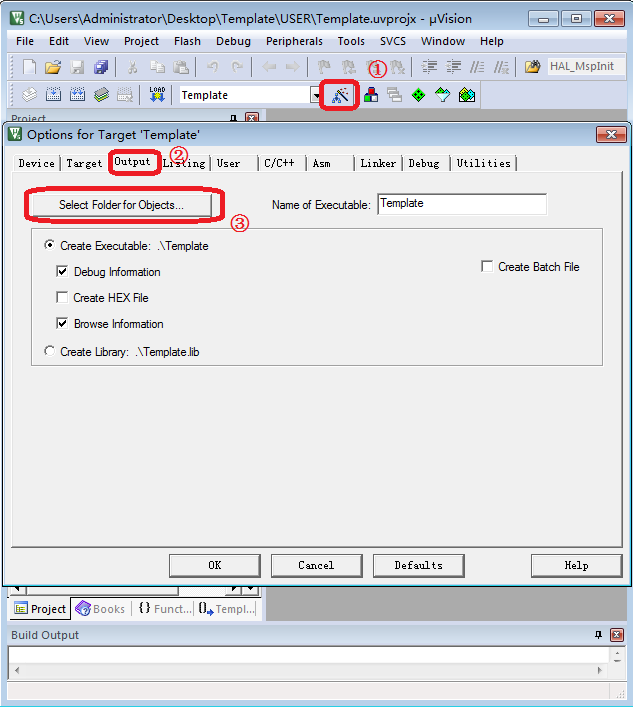 C:\Users\Administrator\Desktop\Template\USER\Template.uvprojx - µVision
File Edit View Project Flash Debug Peripherals Tools SVCS Window Help
HAL_MspInit
①
LOAD Template
Project
Options for Target 'Template'
Device Target Output ② Listing User C/C++ Asm Linker Debug Utilities
Select Folder for Objects... Name of Executable: Template
③
Create Executable: .\Template
Debug Information Create Batch File
Create HEX File
Browse Information
Create Library: .\Template.lib
OK Cancel Defaults Help
Project Books {} Funct... 0 Templ...
Build Output